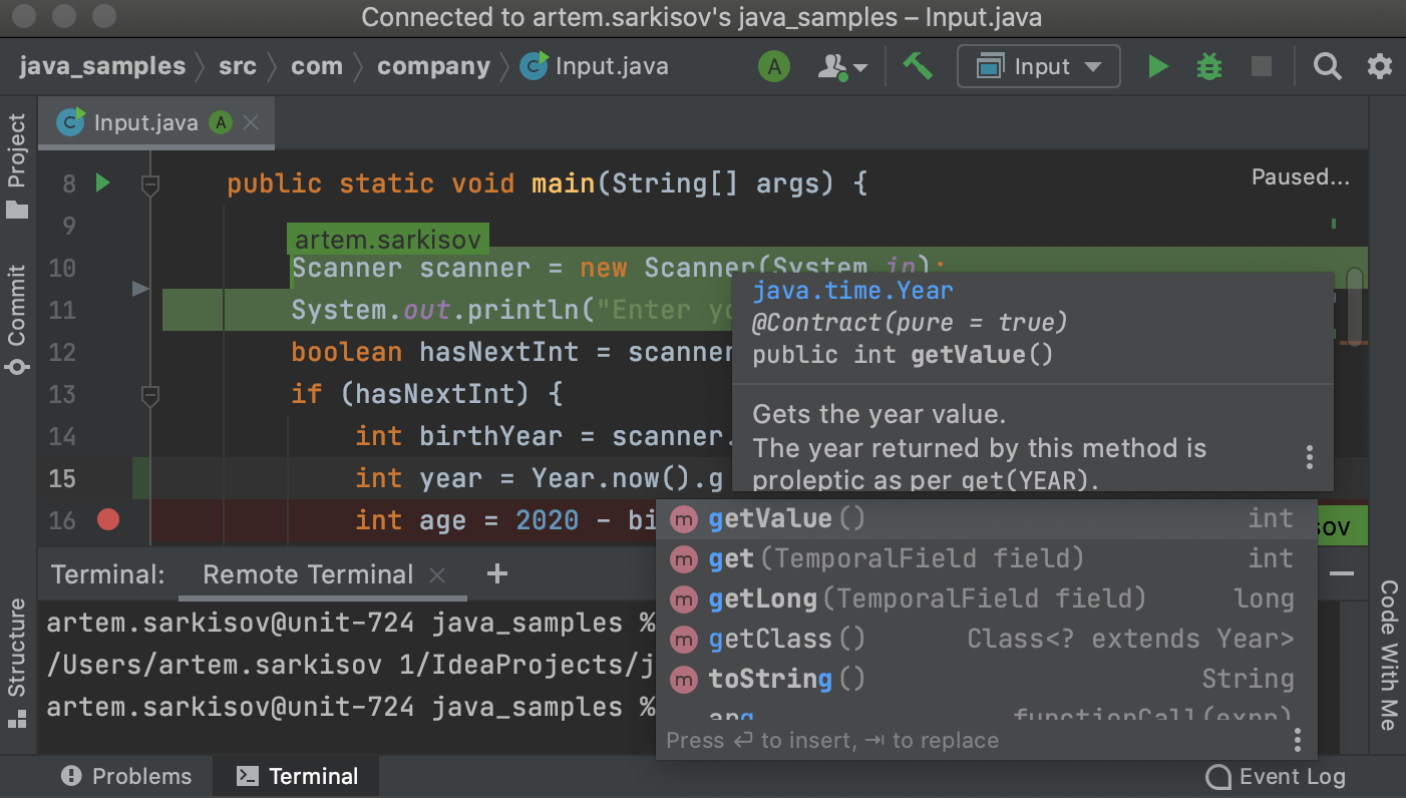 Connected to artem.sarkisov's java_samples – Input.java
java_samples src com company Input.java A Input
Project
Commit
Structure
Input.java A
Paused...
8 public static void main(String[] args) {
9
artem.sarkisov
10 Scanner scanner = new Scanner(System.in);
11 System.out.println("Enter
12 boolean hasNextInt = scanner
13 if (hasNextInt) {
14 int birthYear = scanner.
15 int year = Year.now().g
16 int age = 2020 - bi
java.time.Year
@Contract(pure = true)
public int getValue()
Gets the year value.
The year returned by this method is
proleptic as per get(YEAR).
getValue() int
get(TemporalField field) int
getLong(TemporalField field) long
getClass() Class<? extends Year>
toString() String
arg functionCall(expr)
Press ↵ to insert, ⇥ to replace
sov
Terminal: Remote Terminal +
artem.sarkisov@unit-724 java_samples %
/Users/artem.sarkisov 1/IdeaProjects/j
artem.sarkisov@unit-724 java_samples %
Code With Me
Problems Terminal Event Log